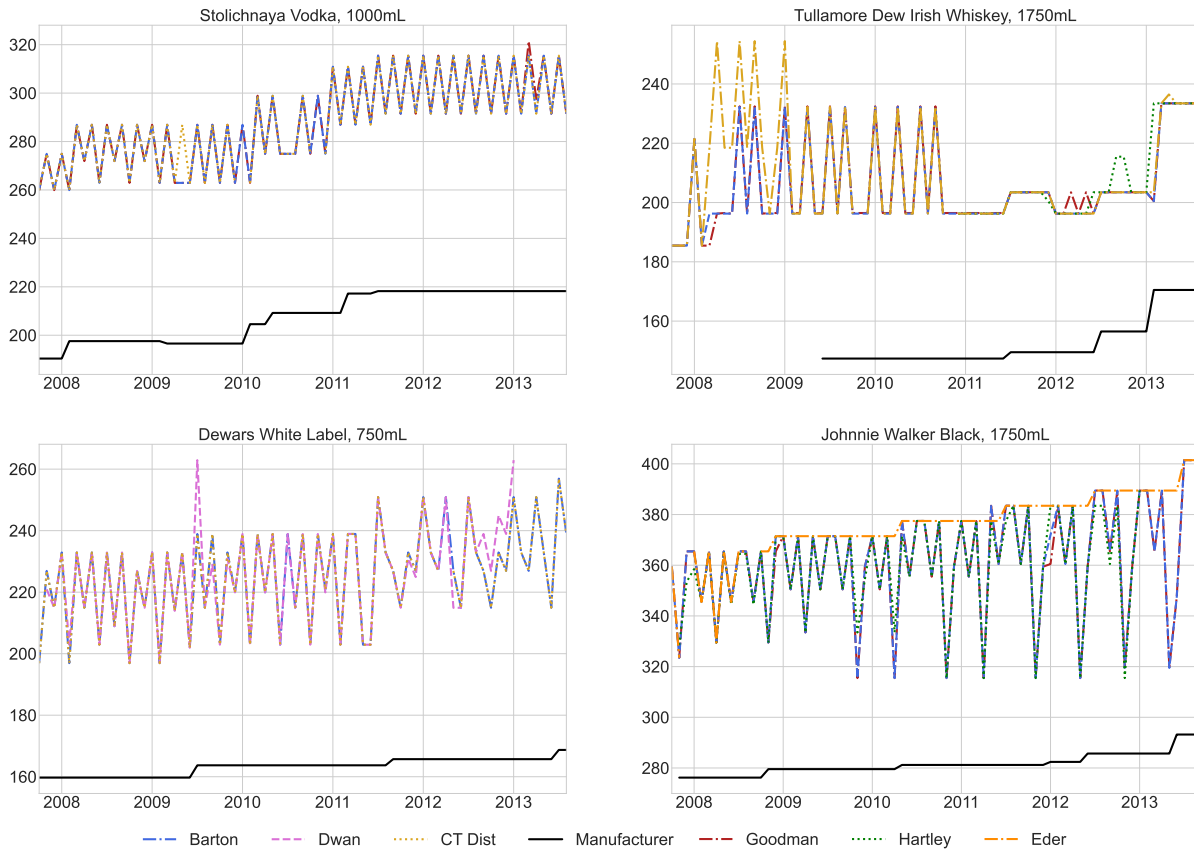 Stolichnaya Vodka, 1000mL
320
300
280
260
240
220
200
2008 2009 2010 2011 2012 2013
Tullamore Dew Irish Whiskey, 1750mL
240
220
200
180
160
2008 2009 2010 2011 2012 2013
Dewars White Label, 750mL
260
240
220
200
180
160
2008 2009 2010 2011 2012 2013
Johnnie Walker Black, 1750mL
400
380
360
340
320
300
280
2008 2009 2010 2011 2012 2013
Barton Dwan CT Dist Manufacturer Goodman Hartley Eder